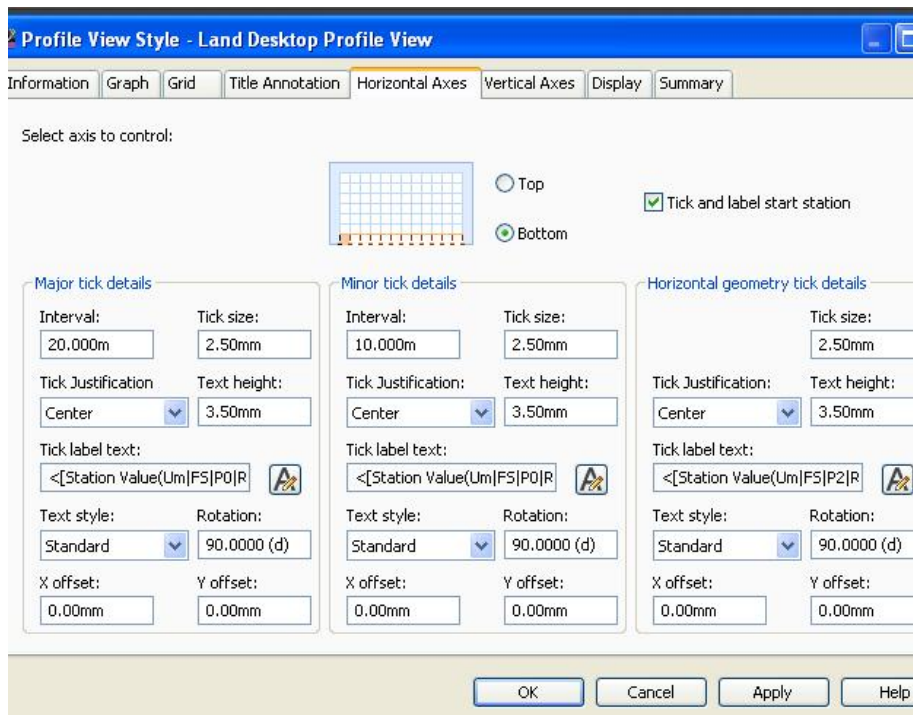 Profile View Style - Land Desktop Profile View
Information Graph Grid Title Annotation Horizontal Axes Vertical Axes Display Summary
Select axis to control:
Top
Tick and label start station
Bottom
Major tick details
Interval: Tick size:
20.000m 2.50mm
Tick Justification Text height:
Center 3.50mm
Tick label text:
<[Station Value(Um|FS|P0|R
Text style: Rotation:
Standard 90.0000 (d)
X offset: Y offset:
0.00mm 0.00mm
Minor tick details
Interval: Tick size:
10.000m 2.50mm
Tick Justification: Text height:
Center 3.50mm
Tick label text:
<[Station Value(Um|FS|P0|R
Text style: Rotation:
Standard 90.0000 (d)
X offset: Y offset:
0.00mm 0.00mm
Horizontal geometry tick details
Tick size:
2.50mm
Tick Justification: Text height:
Center 3.50mm
Tick label text:
<[Station Value(Um|FS|P2|R
Text style: Rotation:
Standard 90.0000 (d)
X offset: Y offset:
0.00mm 0.00mm
OK Cancel Apply Help